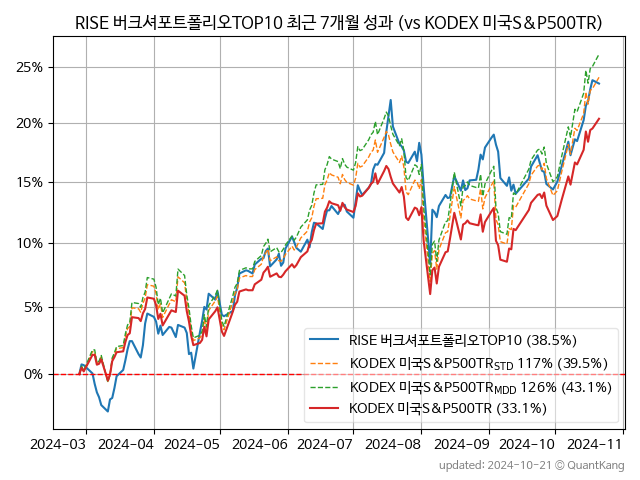 RISE 버크셔포트폴리오TOP10 최근 7개월 성과 (vs KODEX 미국S&P500TR)
25%
20%
15%
10%
5%
0%
RISE 버크셔포트폴리오TOP10 (38.5%)
KODEX 미국S&P500TR_STD 117% (39.5%)
KODEX 미국S&P500TR_MDD 126% (43.1%)
KODEX 미국S&P500TR (33.1%)
2024-03 2024-04 2024-05 2024-06 2024-07 2024-08 2024-09 2024-10 2024-11
updated: 2024-10-21 © QuantKang